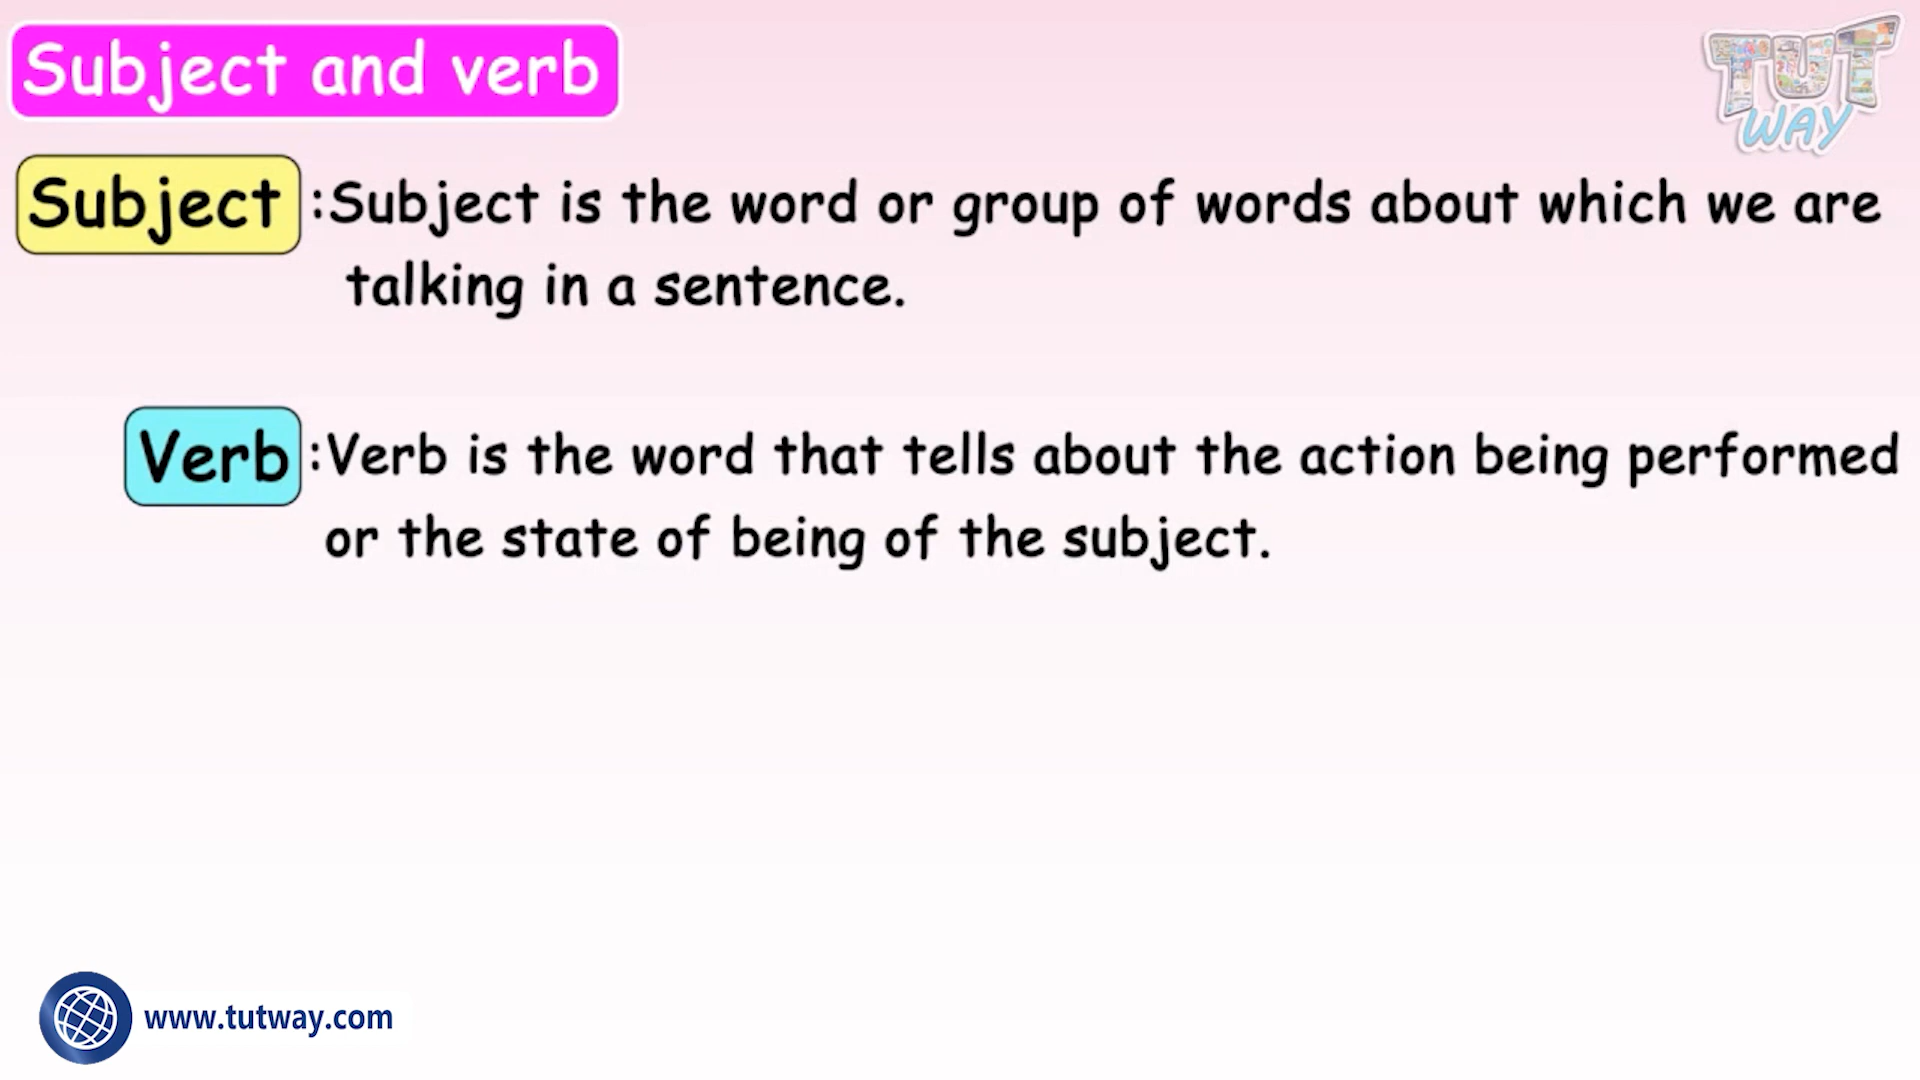 Subject and verb
TUT
WAY
Subject :Subject is the word or group of words about which we are
talking in a sentence.
Verb :Verb is the word that tells about the action being performed
or the state of being of the subject.
www.tutway.com